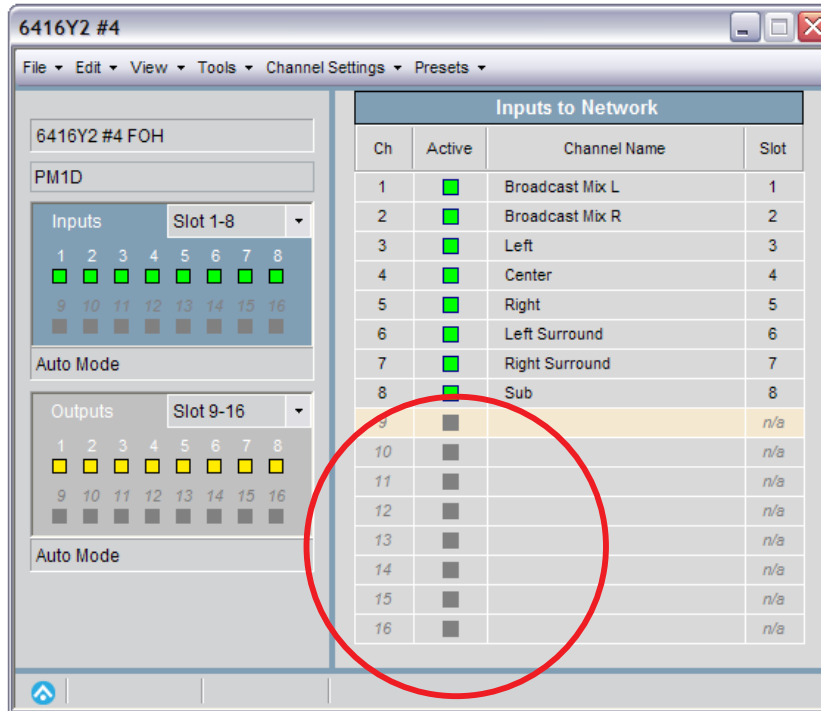 6416Y2 #4
File Edit View Tools Channel Settings Presets
6416Y2 #4 FOH
PM1D
Inputs Slot 1-8
1 2 3 4 5 6 7 8
9 10 11 12 13 14 15 16
Auto Mode
Outputs Slot 9-16
1 2 3 4 5 6 7 8
9 10 11 12 13 14 15 16
Auto Mode
Inputs to Network
Ch Active Channel Name Slot
1 Broadcast Mix L 1
2 Broadcast Mix R 2
3 Left 3
4 Center 4
5 Right 5
6 Left Surround 6
7 Right Surround 7
8 Sub 8
9 n/a
10 n/a
11 n/a
12 n/a
13 n/a
14 n/a
15 n/a
16 n/a